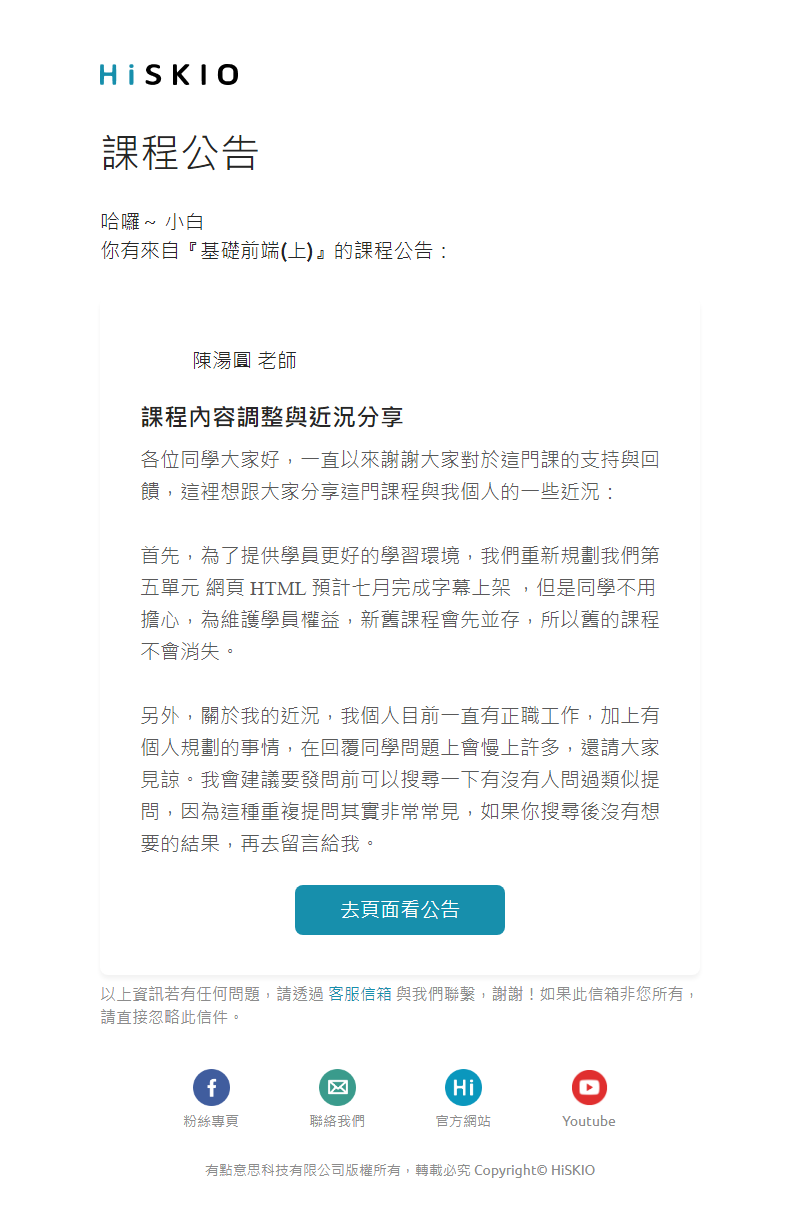 HiSKIO
課程公告
哈囉～ 小白
你有來自『基礎前端(上)』的課程公告：
陳湯圓 老師
課程內容調整與近況分享
各位同學大家好，一直以來謝謝大家對於這門課的支持與回
饋，這裡想跟大家分享這門課程與我個人的一些近況：
首先，為了提供學員更好的學習環境，我們重新規劃我們第
五單元 網頁 HTML 預計七月完成字幕上架 ，但是同學不用
擔心，為維護學員權益，新舊課程會先並存，所以舊的課程
不會消失。
另外，關於我的近況，我個人目前一直有正職工作，加上有
個人規劃的事情，在回覆同學問題上會慢上許多，還請大家
見諒。我會建議要發問前可以搜尋一下有沒有人問過類似提
問，因為這種重複提問其實非常常見，如果你搜尋後沒有想
要的結果，再去留言給我。
去頁面看公告
以上資訊若有任何問題，請透過 客服信箱 與我們聯繫，謝謝！如果此信箱非您所有，
請直接忽略此信件。
Hi
粉絲專頁 聯絡我們 官方網站 Youtube
有點意思科技有限公司版權所有，轉載必究 Copyright© HiSKIO